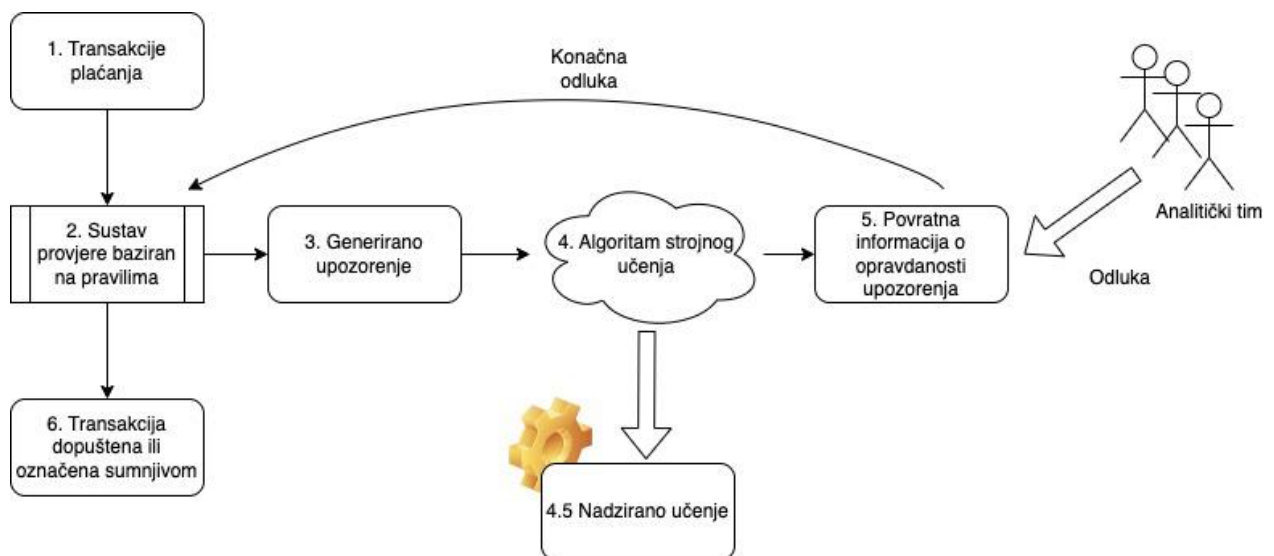 1. Transakcije
plaćanja
Konačna
odluka
Analitički tim
2. Sustav
provjere baziran
na pravilima
3. Generirano
upozorenje
4. Algoritam strojnog
učenja
5. Povratna
informacija o
opravdanosti
upozorenja
Odluka
6. Transakcija
dopuštena ili
označena sumnjivom
4.5 Nadzirano učenje